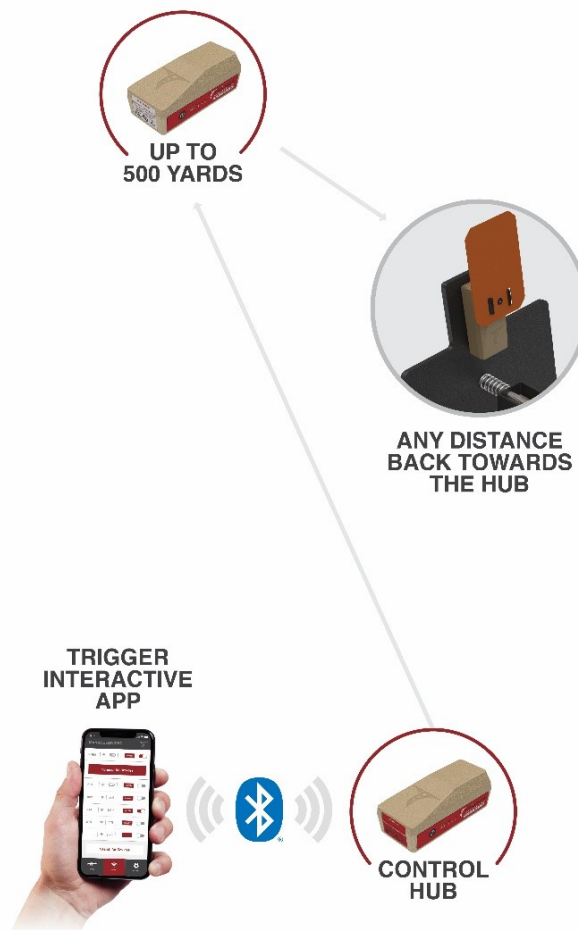 UP TO
500 YARDS
ANY DISTANCE
BACK TOWARDS
THE HUB
TRIGGER
INTERACTIVE
APP
CONTROL
HUB